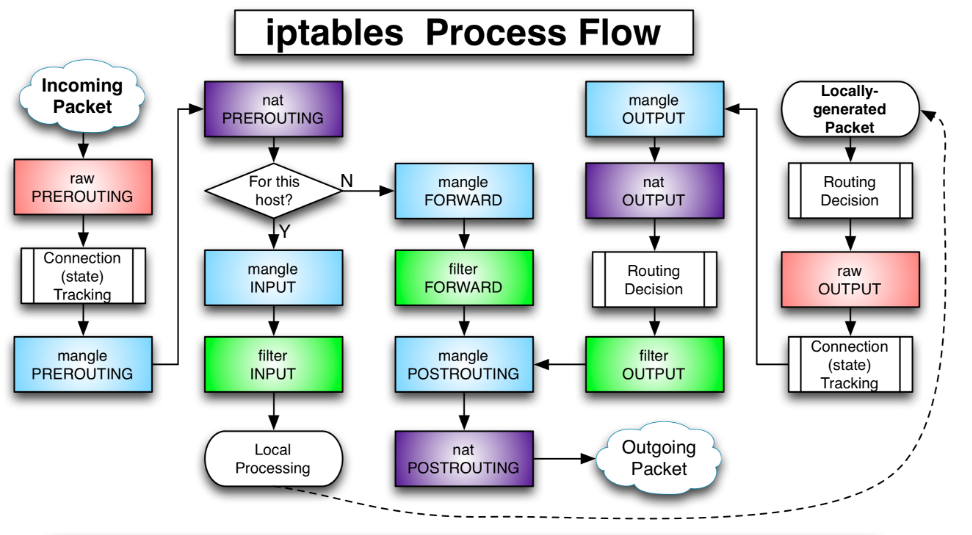 iptables Process Flow
Incoming
Packet
raw
PREROUTING
Connection
(state)
Tracking
mangle
PREROUTING
nat
PREROUTING
For this
host?
N
Y
mangle
INPUT
filter
INPUT
Local
Processing
mangle
FORWARD
filter
FORWARD
mangle
POSTROUTING
nat
POSTROUTING
Outgoing
Packet
mangle
OUTPUT
nat
OUTPUT
Routing
Decision
filter
OUTPUT
Locally-
generated
Packet
Routing
Decision
raw
OUTPUT
Connection
(state)
Tracking